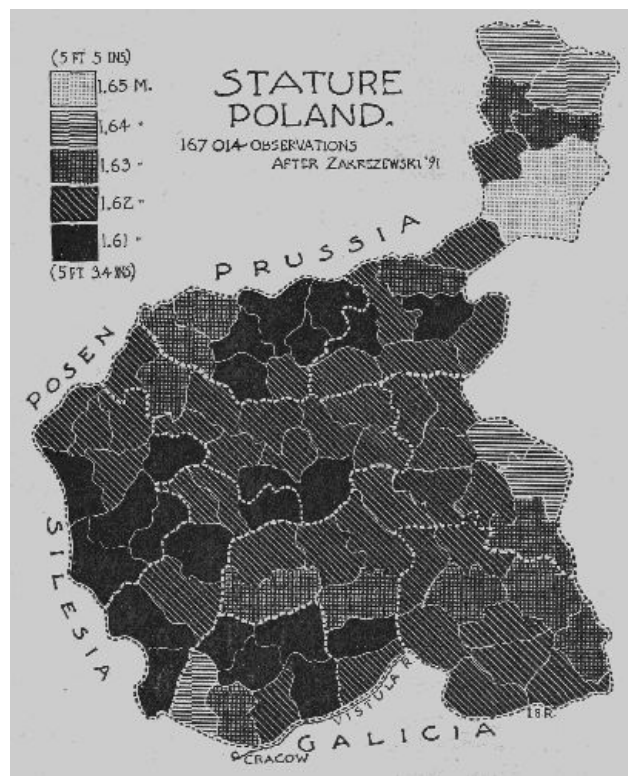 (5 FT 5 INS)
1.65 M.
1.64 "
1.63 "
1.62 "
1.61 "
(5 FT 3.4 INS)
STATURE
POLAND.
167 014 OBSERVATIONS
AFTER ZAKRZEWSKI '91
PRUSSIA
POSEN
SILESIA
VISTULA R.
GALICIA
18 R.
CRACOW